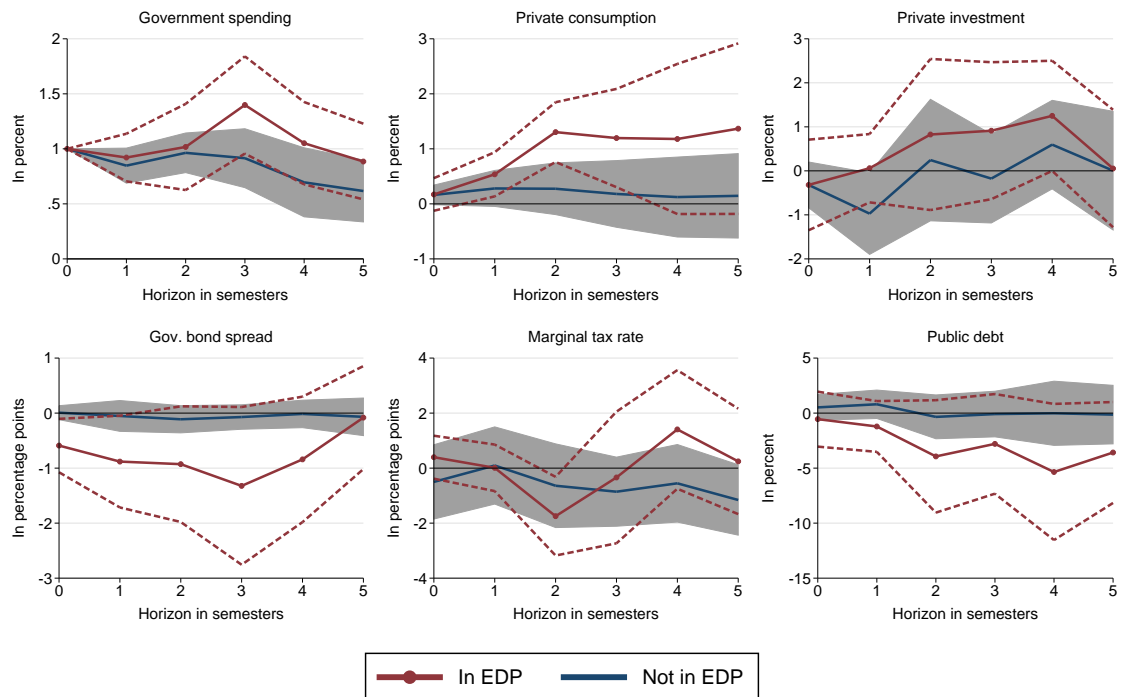 Government spending
Private consumption
Private investment
In percent
2
1.5
1
.5
0
0 1 2 3 4 5
Horizon in semesters
In percent
3
2
1
0
-1
0 1 2 3 4 5
Horizon in semesters
In percent
3
2
1
0
-1
-2
0 1 2 3 4 5
Horizon in semesters
Gov. bond spread
Marginal tax rate
Public debt
In percentage points
1
0
-1
-2
-3
0 1 2 3 4 5
Horizon in semesters
In percentage points
4
2
0
-2
-4
0 1 2 3 4 5
Horizon in semesters
In percent
5
0
-5
-10
-15
0 1 2 3 4 5
Horizon in semesters
In EDP Not in EDP